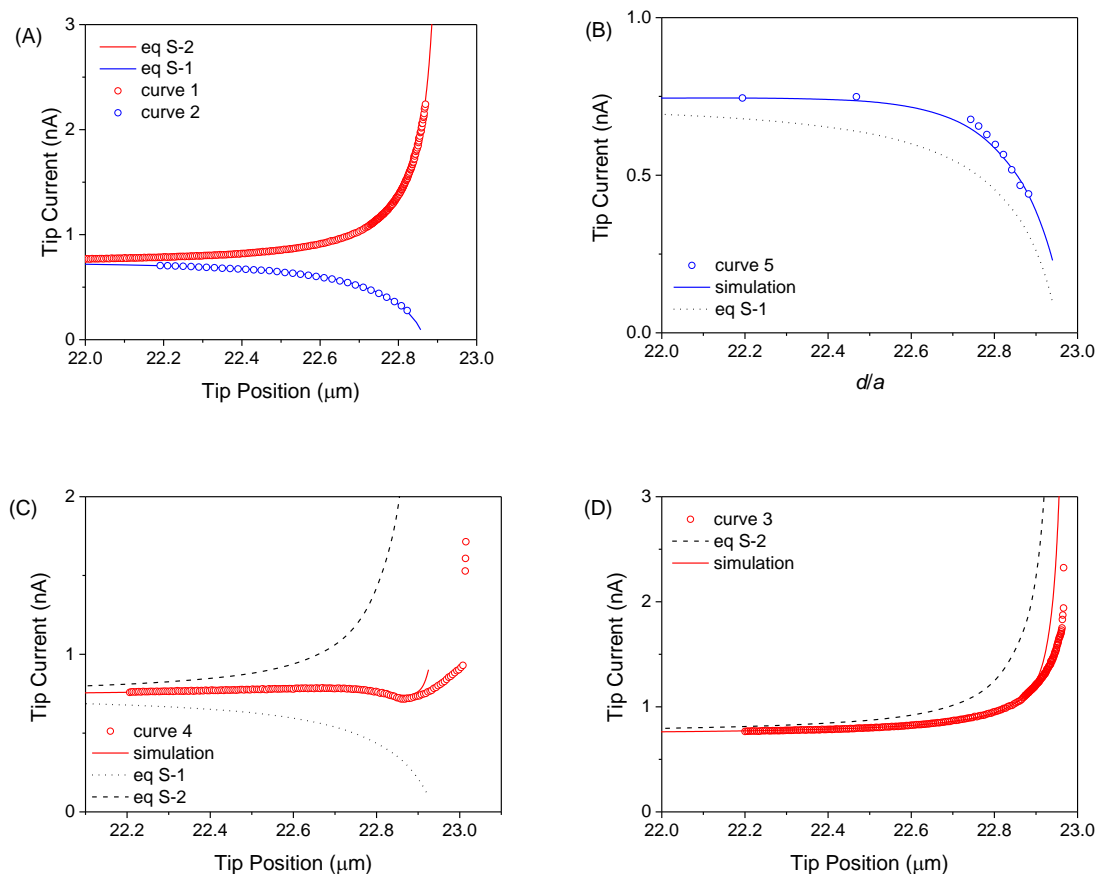 (A)
3
2
1
0
Tip Current (nA)
eq S-2
eq S-1
curve 1
curve 2
22.0 22.2 22.4 22.6 22.8 23.0
Tip Position (μm)
(B)
1.0
0.5
0.0
Tip Current (nA)
curve 5
simulation
eq S-1
22.0 22.2 22.4 22.6 22.8 23.0
d/a
(C)
2
1
0
Tip Current (nA)
curve 4
simulation
eq S-1
eq S-2
22.2 22.4 22.6 22.8 23.0
Tip Position (μm)
(D)
3
2
1
0
Tip Current (nA)
curve 3
eq S-2
simulation
22.0 22.2 22.4 22.6 22.8 23.0
Tip Position (μm)